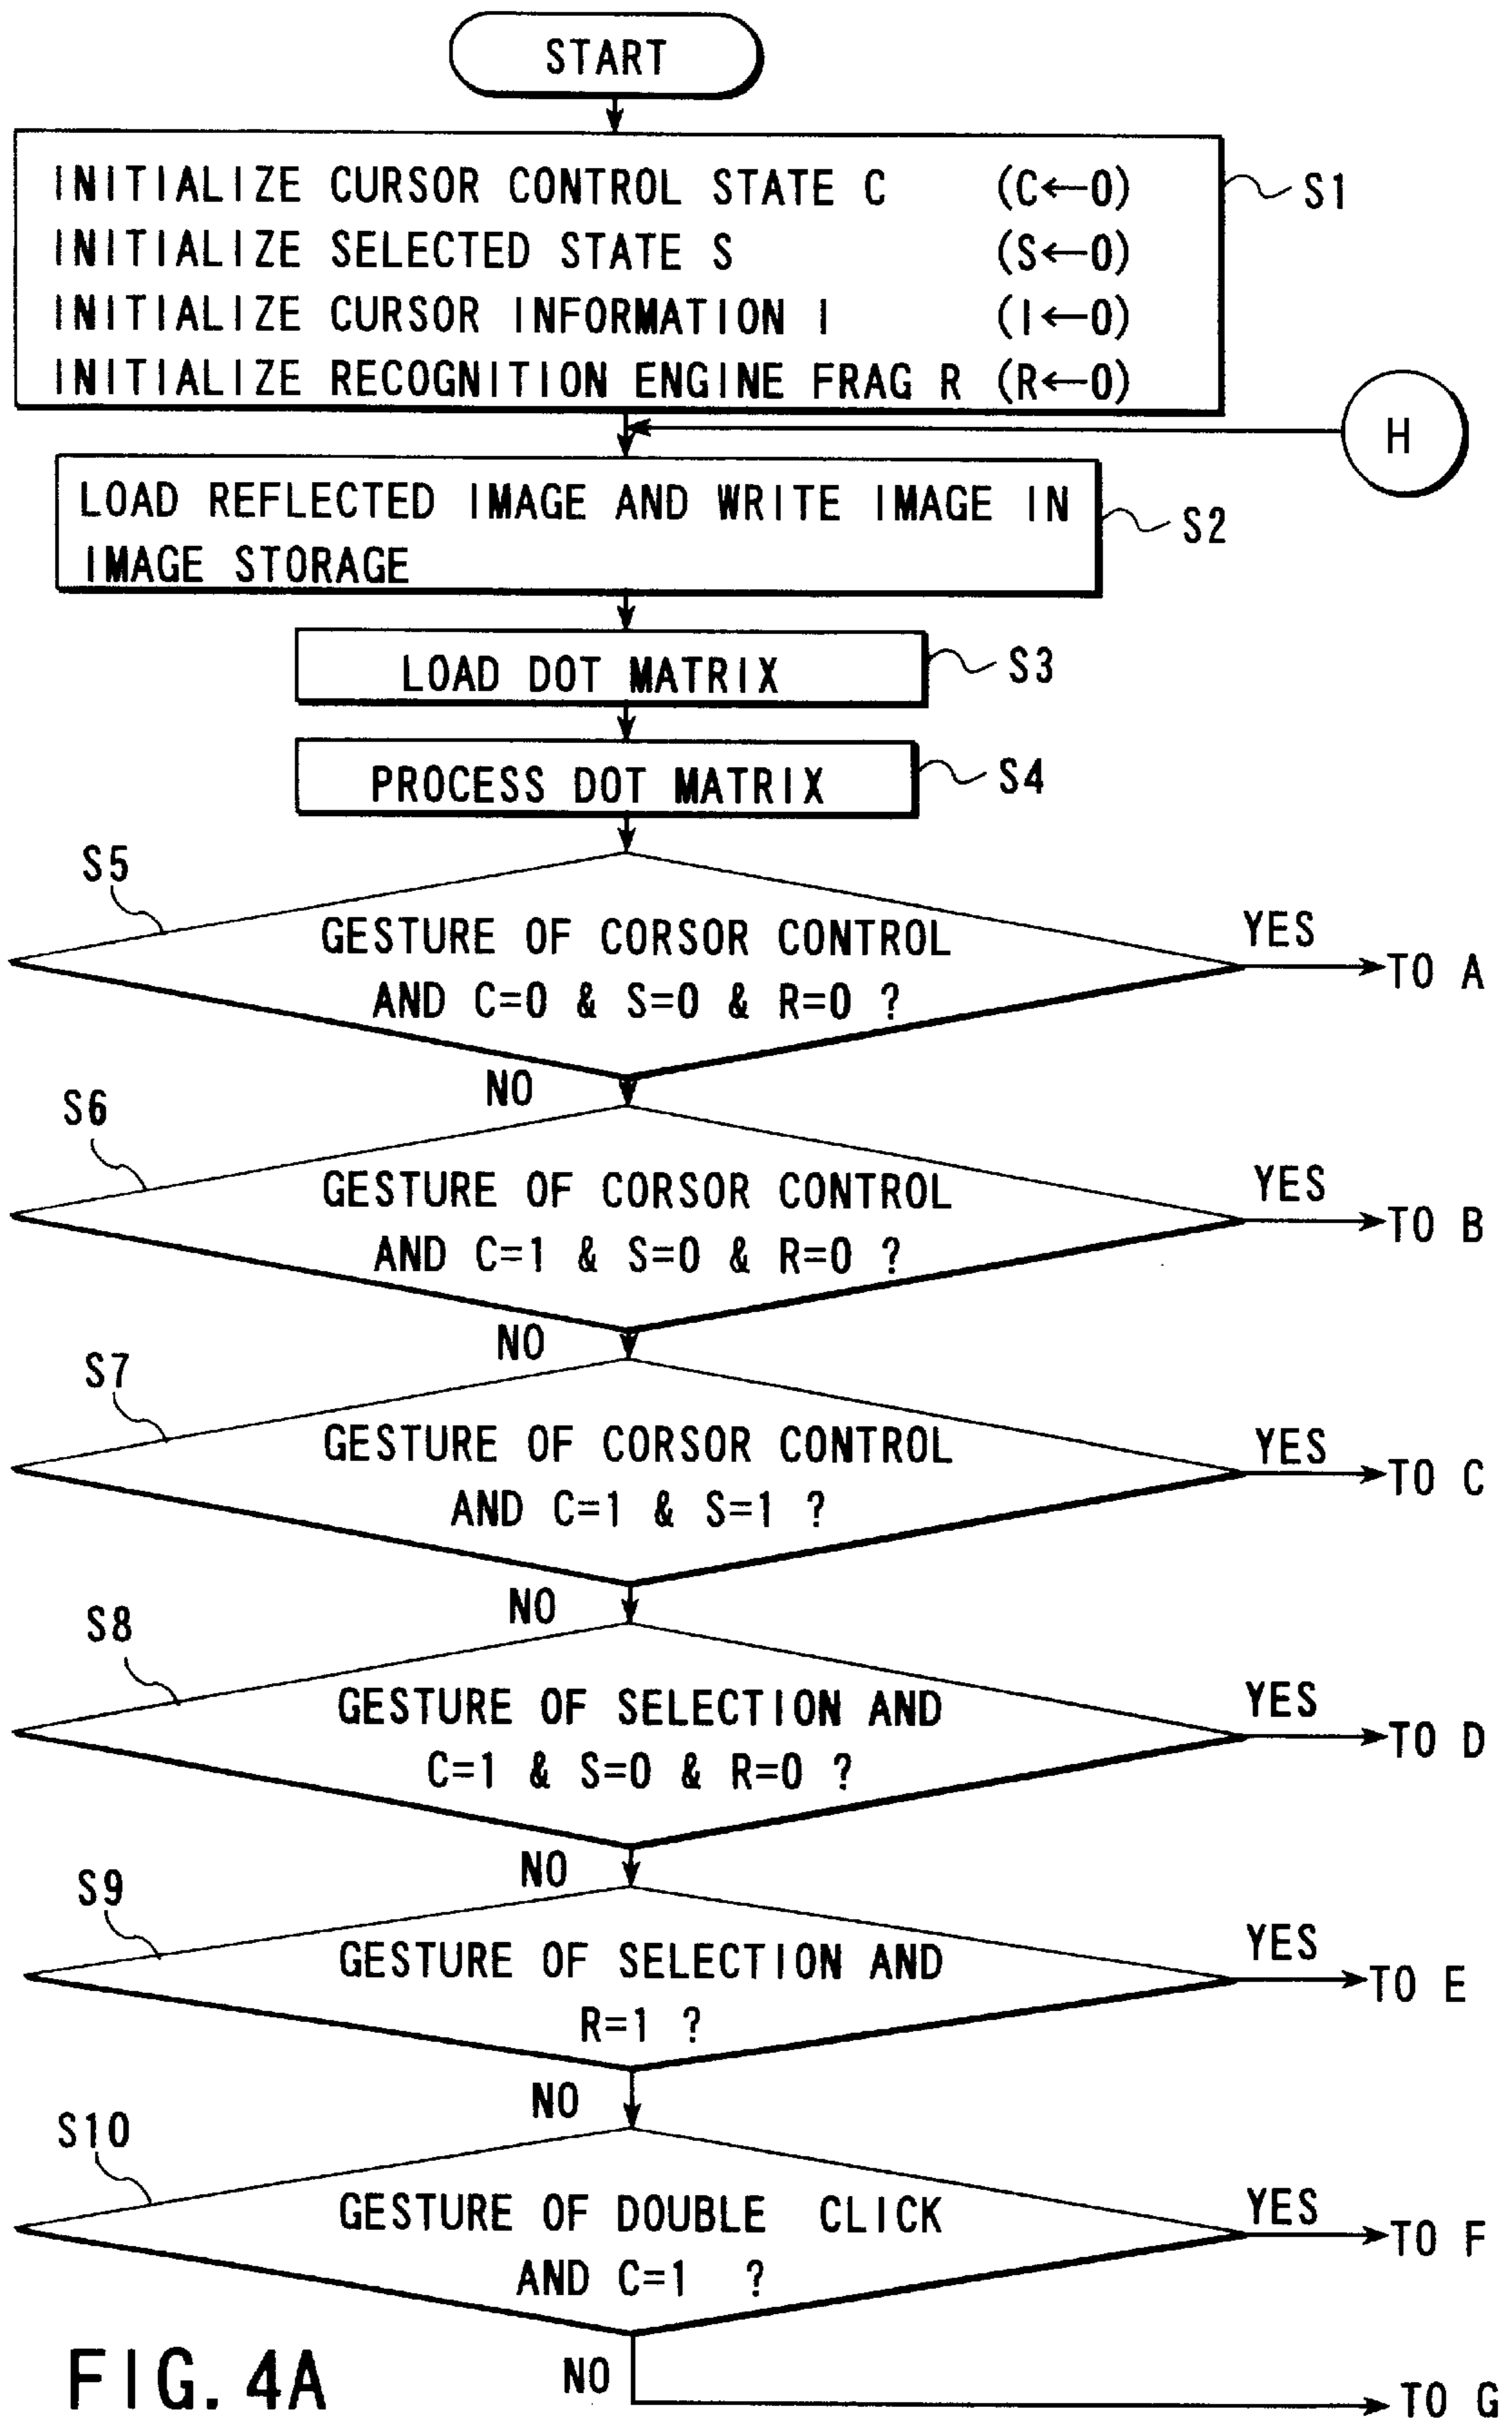 START
INITIALIZE CURSOR CONTROL STATE C (C←0)
INITIALIZE SELECTED STATE S (S←0)
INITIALIZE CURSOR INFORMATION I (I←0)
INITIALIZE RECOGNITION ENGINE FRAG R (R←0)
S1
H
LOAD REFLECTED IMAGE AND WRITE IMAGE IN
IMAGE STORAGE
S2
LOAD DOT MATRIX
S3
PROCESS DOT MATRIX
S4
S5
GESTURE OF CORSOR CONTROL
AND C=0 & S=0 & R=0 ?
YES
TO A
NO
S6
GESTURE OF CORSOR CONTROL
AND C=1 & S=0 & R=0 ?
YES
TO B
NO
S7
GESTURE OF CORSOR CONTROL
AND C=1 & S=1 ?
YES
TO C
NO
S8
GESTURE OF SELECTION AND
C=1 & S=0 & R=0 ?
YES
TO D
NO
S9
GESTURE OF SELECTION AND
R=1 ?
YES
TO E
NO
S10
GESTURE OF DOUBLE CLICK
AND C=1 ?
YES
TO F
NO
TO G
FIG. 4A